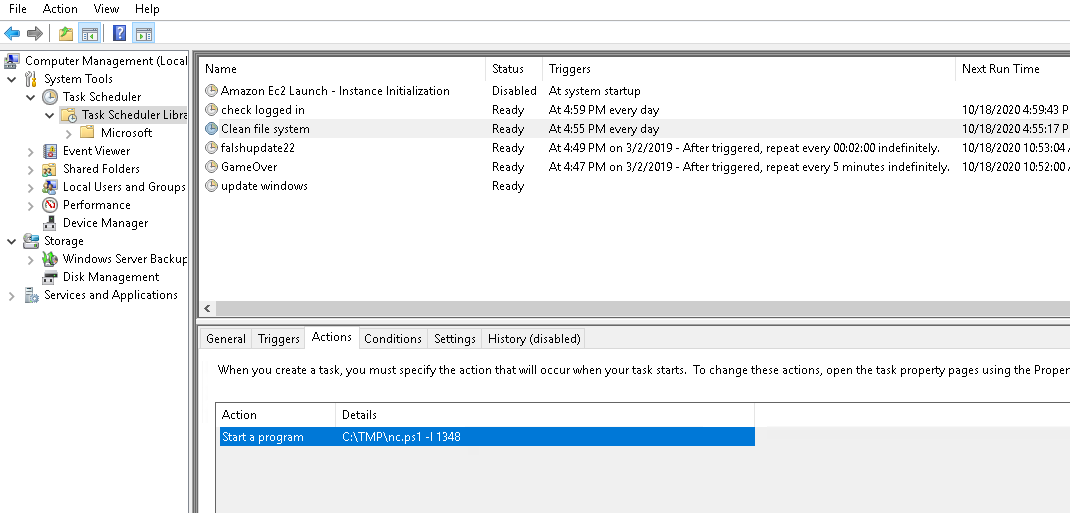 File Action View Help
Computer Management (Local
System Tools
Task Scheduler
Task Scheduler Libra
Microsoft
Event Viewer
Shared Folders
Local Users and Groups
Performance
Device Manager
Storage
Windows Server Backup
Disk Management
Services and Applications
Name Status Triggers Next Run Time
Amazon Ec2 Launch - Instance Initialization Disabled At system startup
check logged in Ready At 4:59 PM every day 10/18/2020 4:59:43 P
Clean file system Ready At 4:55 PM every day 10/18/2020 4:55:17 P
falshupdate22 Ready At 4:49 PM on 3/2/2019 - After triggered, repeat every 00:02:00 indefinitely. 10/18/2020 10:53:04
GameOver Ready At 4:47 PM on 3/2/2019 - After triggered, repeat every 5 minutes indefinitely. 10/18/2020 10:52:00
update windows Ready
General Triggers Actions Conditions Settings History (disabled)
When you create a task, you must specify the action that will occur when your task starts. To change these actions, open the task property pages using the Proper
Action Details
Start a program C:\TMP\nc.ps1 -l 1348